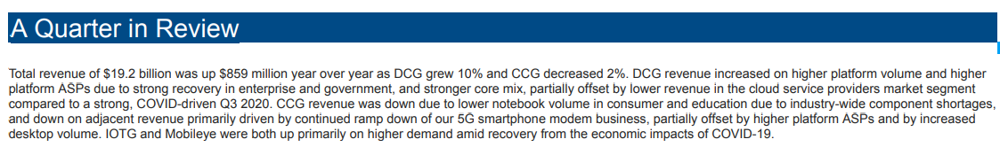 A Quarter in Review
Total revenue of $19.2 billion was up $859 million year over year as DCG grew 10% and CCG decreased 2%. DCG revenue increased on higher platform volume and higher
platform ASPs due to strong recovery in enterprise and government, and stronger core mix, partially offset by lower revenue in the cloud service providers market segment
compared to a strong, COVID-driven Q3 2020. CCG revenue was down due to lower notebook volume in consumer and education due to industry-wide component shortages,
and down on adjacent revenue primarily driven by continued ramp down of our 5G smartphone modem business, partially offset by higher platform ASPs and by increased
desktop volume. IOTG and Mobileye were both up primarily on higher demand amid recovery from the economic impacts of COVID-19.